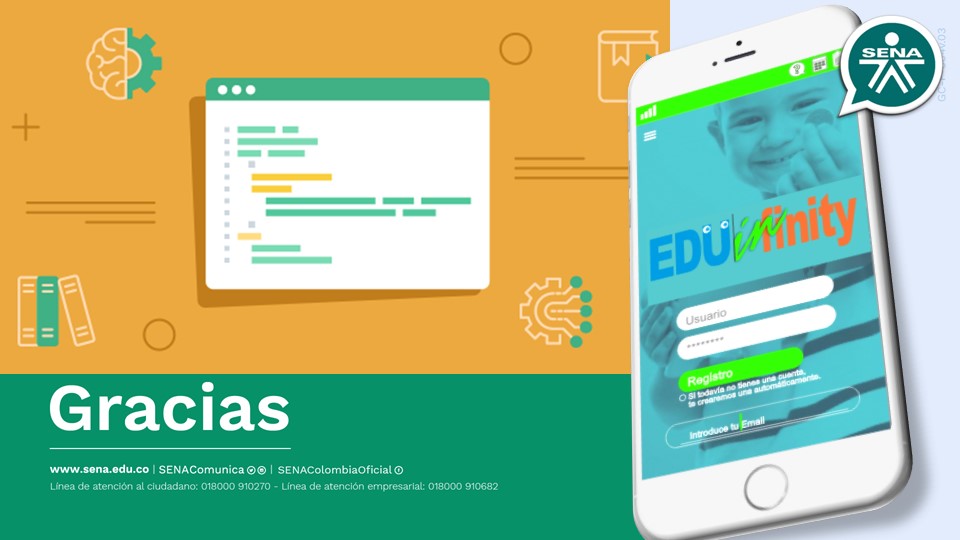 SENA
EDUinfinity
Usuario
********
Registro
Si todavía no tienes una cuenta,
te crearemos una automáticamente.
Introduce tu Email
Gracias
www.sena.edu.co | SENAComunica | SENAColombiaOficial
Línea de atención al ciudadano: 018000 910270 - Línea de atención empresarial: 018000 910682